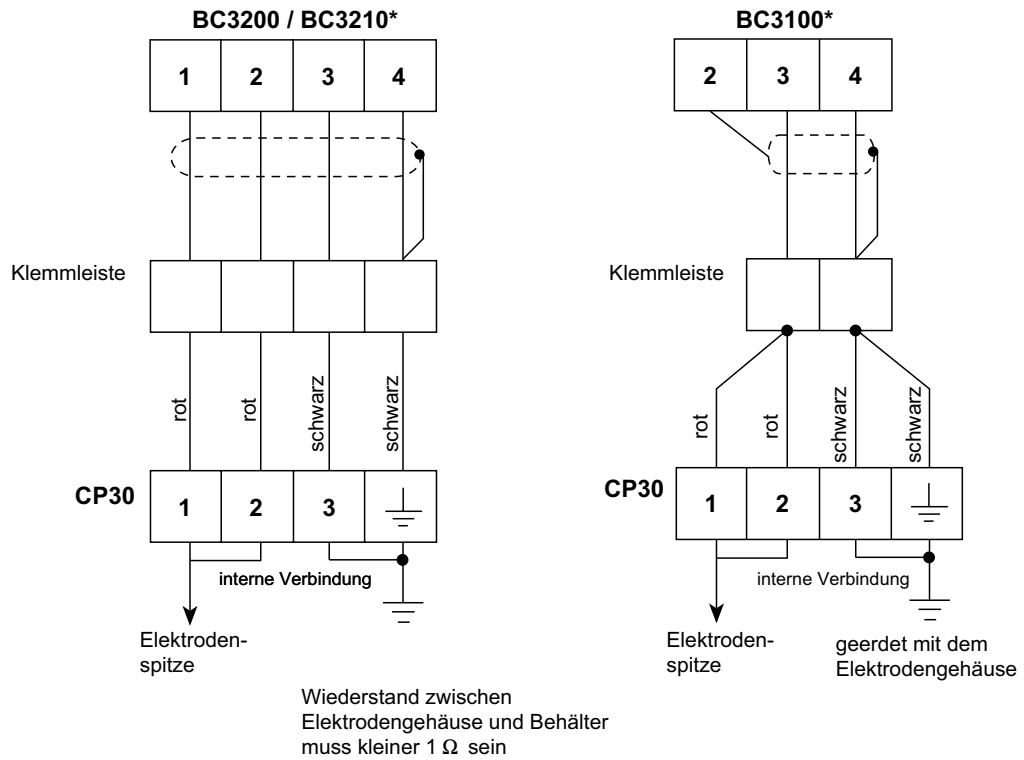 BC3200 / BC3210*
1 2 3 4
Klemmleiste
rot rot schwarz schwarz
CP30
1 2 3
interne Verbindung
Elektroden-
spitze
Wiederstand zwischen
Elektrodengehäuse und Behälter
muss kleiner 1 Ω sein
BC3100*
2 3 4
Klemmleiste
rot rot schwarz schwarz
CP30
1 2 3
interne Verbindung
Elektroden-
spitze
geerdet mit dem
Elektrodengehäuse